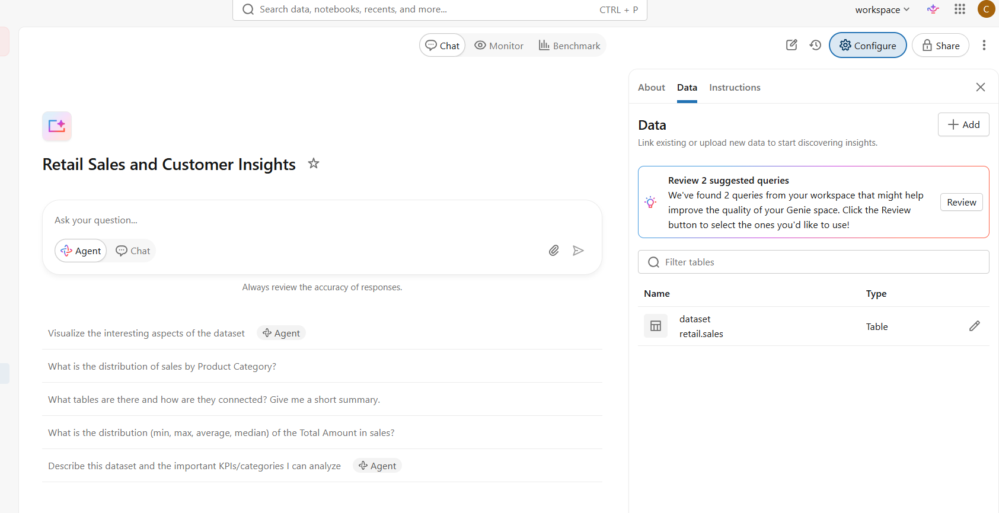 Search data, notebooks, recents, and more...
CTRL + P
workspace
C
Chat
Monitor
Benchmark
Configure
Share
Retail Sales and Customer Insights
Ask your question...
Agent
Chat
Always review the accuracy of responses.
Visualize the interesting aspects of the dataset
Agent
What is the distribution of sales by Product Category?
What tables are there and how are they connected? Give me a short summary.
What is the distribution (min, max, average, median) of the Total Amount in sales?
Describe this dataset and the important KPIs/categories I can analyze
Agent
About
Data
Instructions
Data
Add
Link existing or upload new data to start discovering insights.
Review 2 suggested queries
We've found 2 queries from your workspace that might help
improve the quality of your Genie space. Click the Review
button to select the ones you'd like to use!
Review
Filter tables
Name
Type
dataset
retail.sales
Table